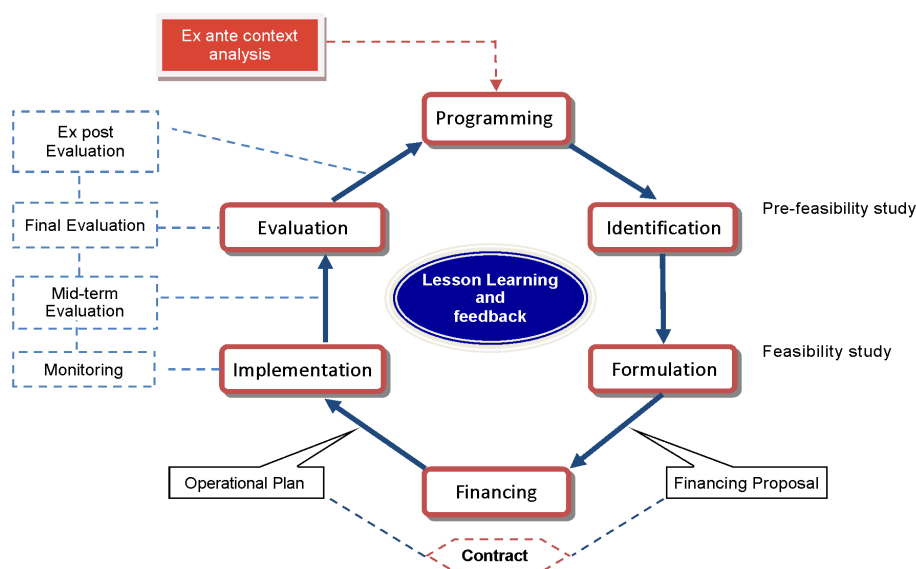 Ex ante context
analysis
Programming
Ex post
Evaluation
Final Evaluation
Evaluation
Identification
Pre-feasibility study
Lesson Learning
and
feedback
Mid-term
Evaluation
Monitoring
Implementation
Formulation
Feasibility study
Operational Plan
Financing
Financing Proposal
Contract